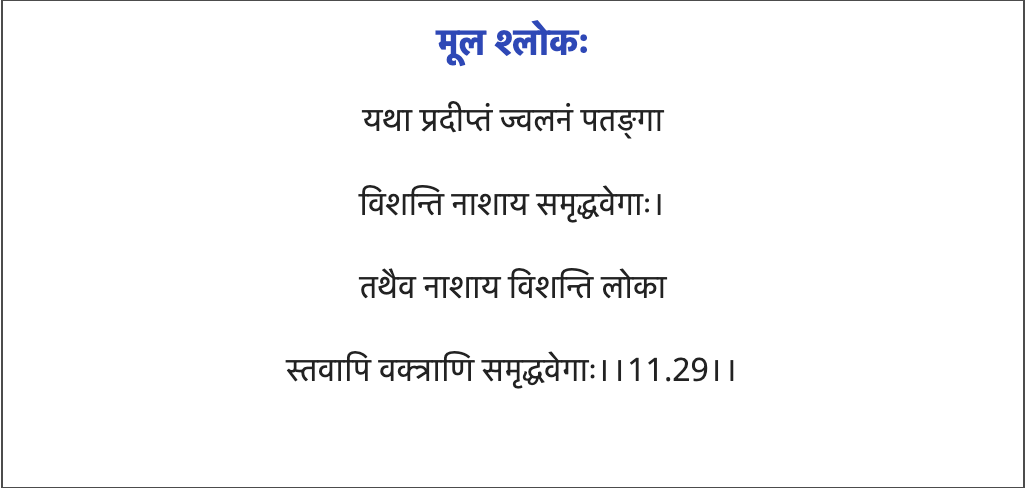 मूल श्लोकः
यथा प्रदीप्तं ज्वलनं पतङ्गा
विशन्ति नाशाय समृद्धवेगाः।
तथैव नाशाय विशन्ति लोका
स्तवापि वक्त्राणि समृद्धवेगाः।।11.29।।